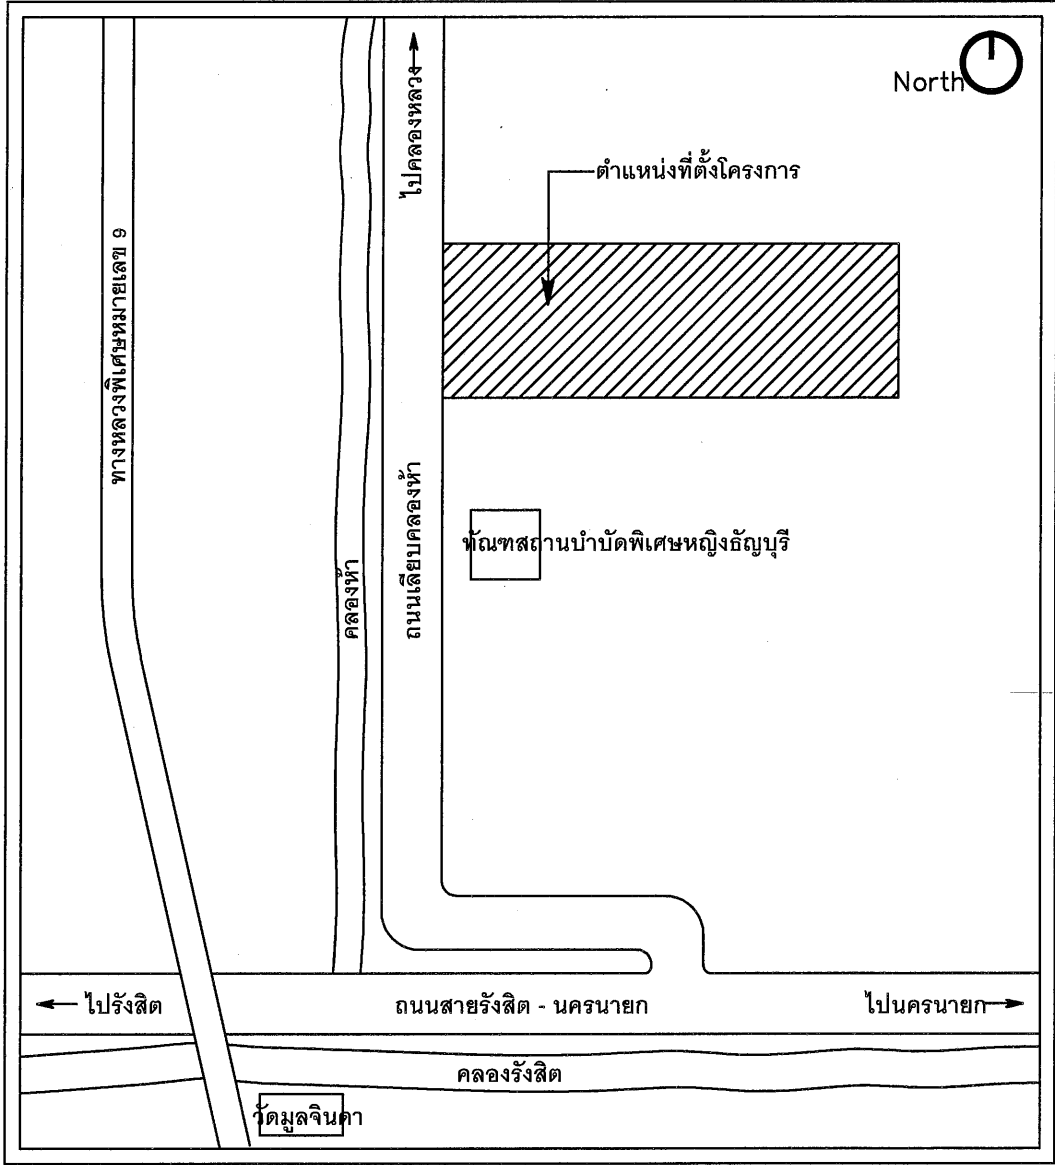 North
ไปคลองหลวง
ตำแหน่งที่ตั้งโครงการ
ทางหลวงพิเศษหมายเลข 9
คลองห้า
ถนนเลียบคลองห้า
ทัณฑสถานบำบัดพิเศษหญิงธัญบุรี
ไปรังสิต
ถนนสายรังสิต - นครนายก
ไปนครนายก
คลองรังสิต
วัดมูลจินดา